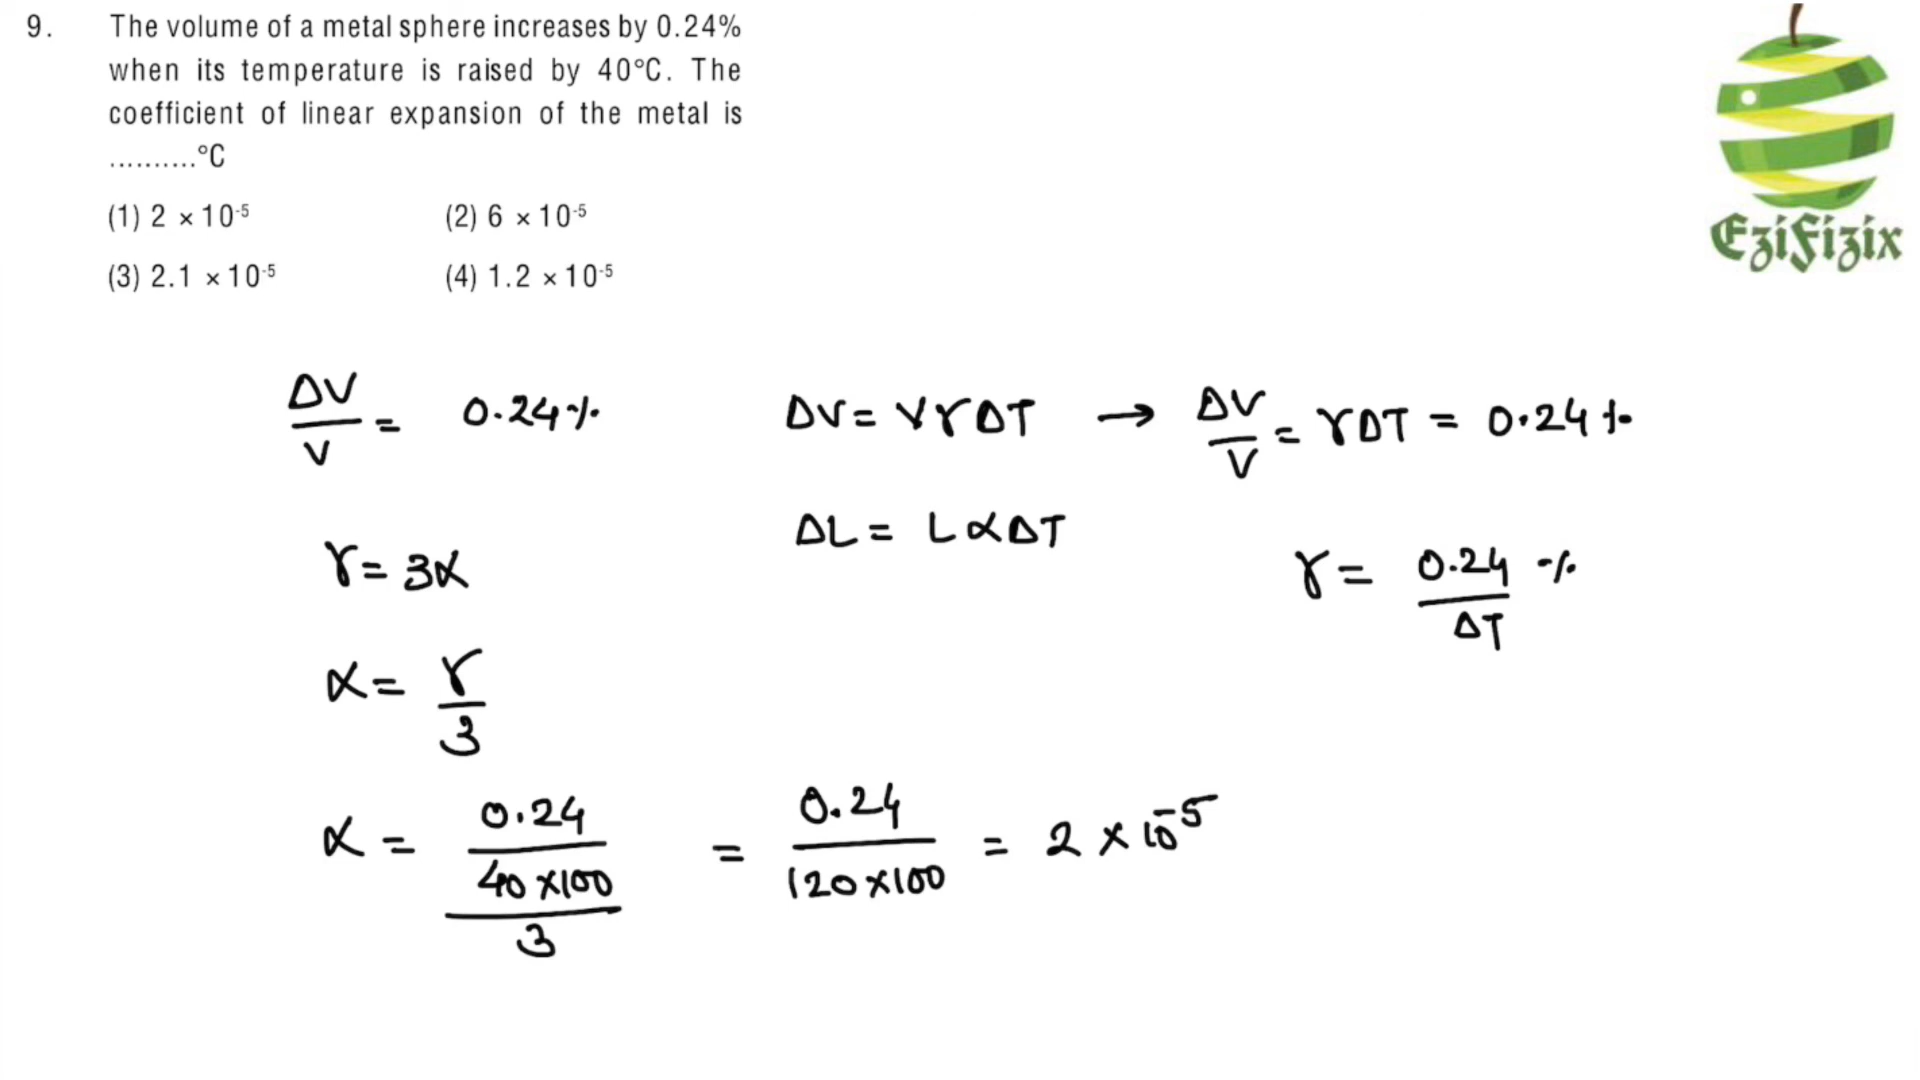 9. The volume of a metal sphere increases by 0.24%
when its temperature is raised by 40°C. The
coefficient of linear expansion of the metal is
..........°C
(1) 2 × 10⁻⁵ (2) 6 × 10⁻⁵
(3) 2.1 × 10⁻⁵ (4) 1.2 × 10⁻⁵
EziFizix
ΔV/V = 0.24% ΔV = VγΔT → ΔV/V = γΔT = 0.24%
ΔL = LαΔT
γ = 3α γ = 0.24/ΔT %
α = γ/3
α = (0.24/(40×100))/3 = 0.24/(120×100) = 2 × 10⁻⁵